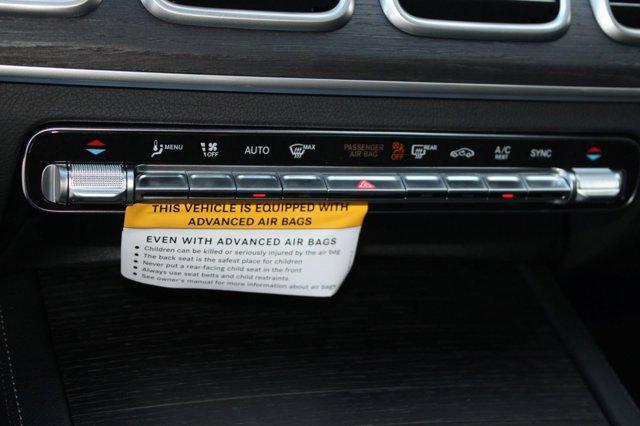 MENU OFF AUTO MAX PASSENGER AIR BAG OFF REAR A/C REST SYNC
THIS VEHICLE IS EQUIPPED WITH
ADVANCED AIR BAGS
EVEN WITH ADVANCED AIR BAGS
• Children can be killed or seriously injured by the air bag
• The back seat is the safest place for children
• Never put a rear-facing child seat in the front
• Always use seat belts and child restraints
• See owner's manual for more information about air bags